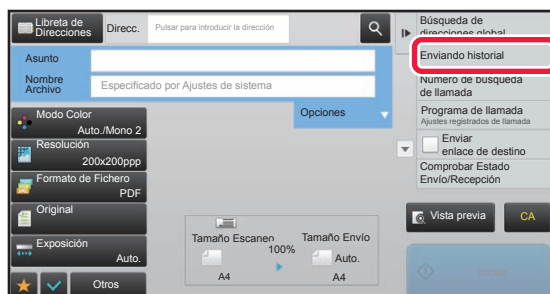 Libreta de
Direcciones
Direcc.
Pulsar para introducir la dirección
Asunto
Nombre
Archivo
Especificado por Ajustes de sistema
Opciones
Modo Color
Auto./Mono 2
Resolución
200x200ppp
Formato de Fichero
PDF
Original
Exposición
Auto.
Otros
Tamaño Escaneo
100%
Tamaño Envío
A4
Auto.
A4
Búsqueda de
direcciones global
Enviando historial
Número de búsqueda
de llamada
Programa de llamada
Ajustes registrados de llamada
Enviar
enlace de destino
Comprobar Estado
Envío/Recepción
Vista previa
CA
Iniciar